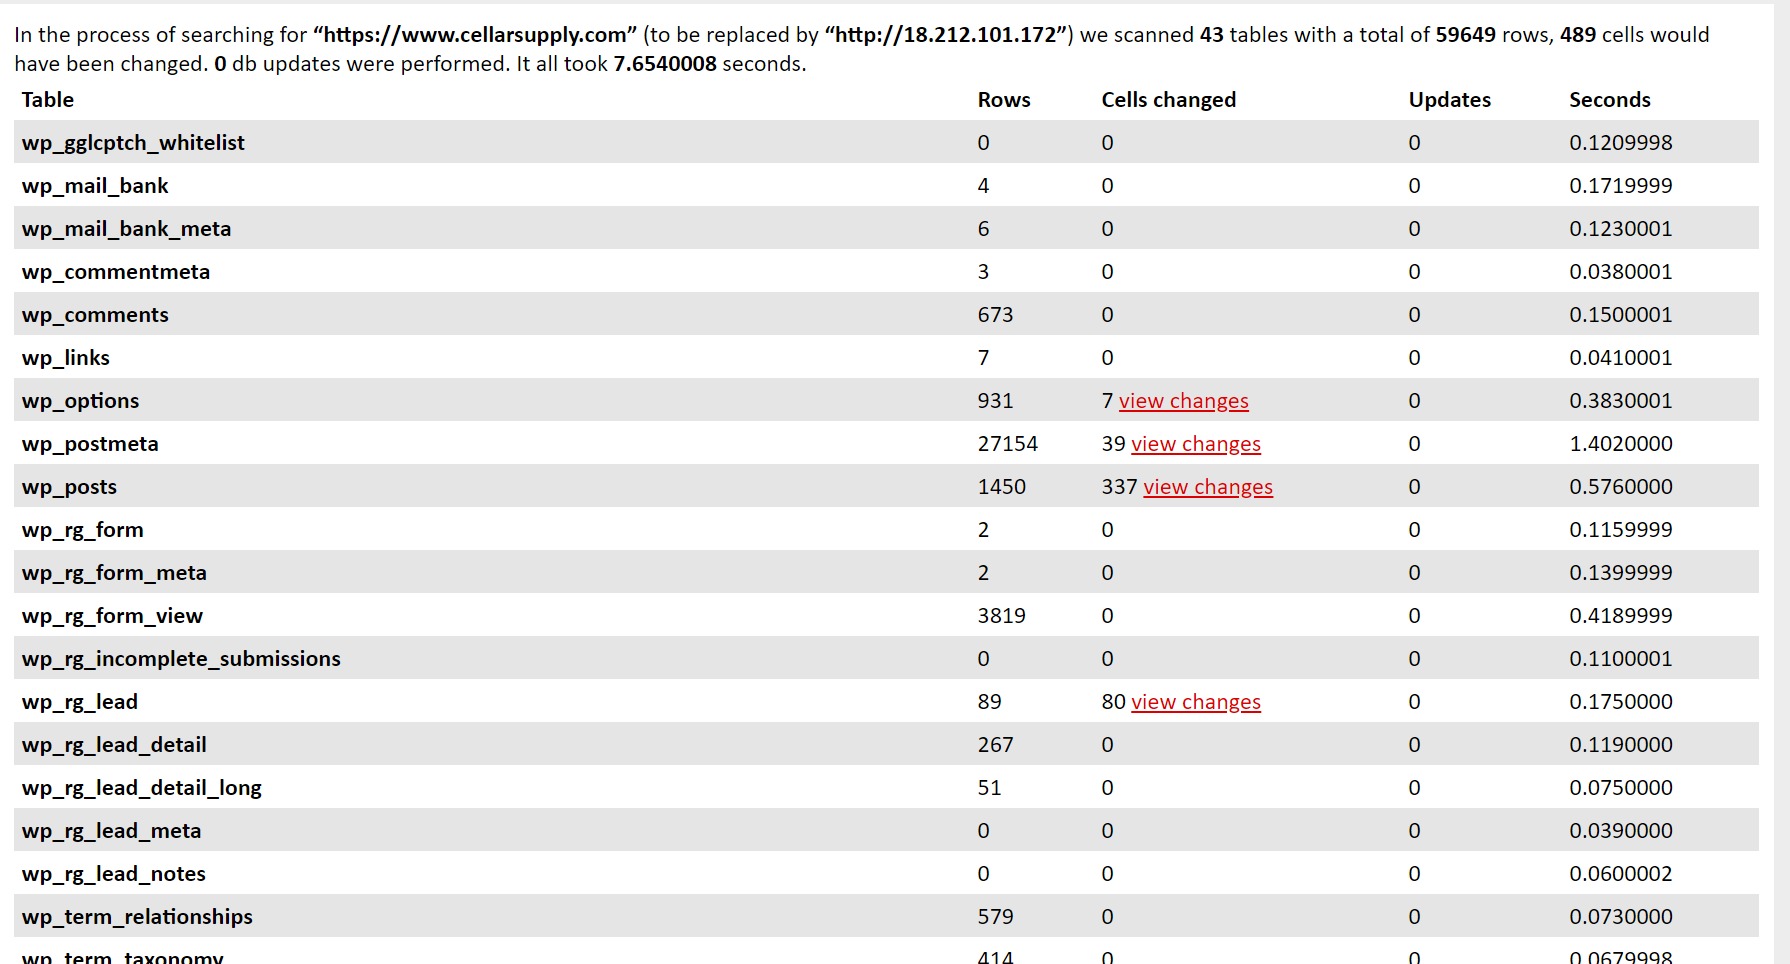 In the process of searching for “https://www.cellarsupply.com” (to be replaced by “http://18.212.101.172”) we scanned 43 tables with a total of 59649 rows, 489 cells would
have been changed. 0 db updates were performed. It all took 7.6540008 seconds.
Table Rows Cells changed Updates Seconds
wp_gglcptch_whitelist 0 0 0 0.1209998
wp_mail_bank 4 0 0 0.1719999
wp_mail_bank_meta 6 0 0 0.1230001
wp_commentmeta 3 0 0 0.0380001
wp_comments 673 0 0 0.1500001
wp_links 7 0 0 0.0410001
wp_options 931 7 view changes 0 0.3830001
wp_postmeta 27154 39 view changes 0 1.4020000
wp_posts 1450 337 view changes 0 0.5760000
wp_rg_form 2 0 0 0.1159999
wp_rg_form_meta 2 0 0 0.1399999
wp_rg_form_view 3819 0 0 0.4189999
wp_rg_incomplete_submissions 0 0 0 0.1100001
wp_rg_lead 89 80 view changes 0 0.1750000
wp_rg_lead_detail 267 0 0 0.1190000
wp_rg_lead_detail_long 51 0 0 0.0750000
wp_rg_lead_meta 0 0 0 0.0390000
wp_rg_lead_notes 0 0 0 0.0600002
wp_term_relationships 579 0 0 0.0730000
wp_term_taxonomy 414 0 0 0.0679998